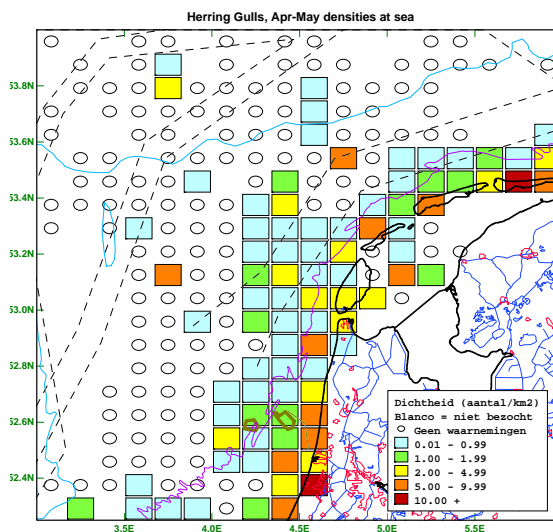 Herring Gulls, Apr-May densities at sea
53.8N
53.6N
53.4N
53.2N
53.0N
52.8N
52.6N
52.4N
3.5E
4.0E
4.5E
5.0E
5.5E
Dichtheid (aantal/km2)
Blanco = niet bezocht
Geen waarnemingen
0.01 - 0.99
1.00 - 1.99
2.00 - 4.99
5.00 - 9.99
10.00 +